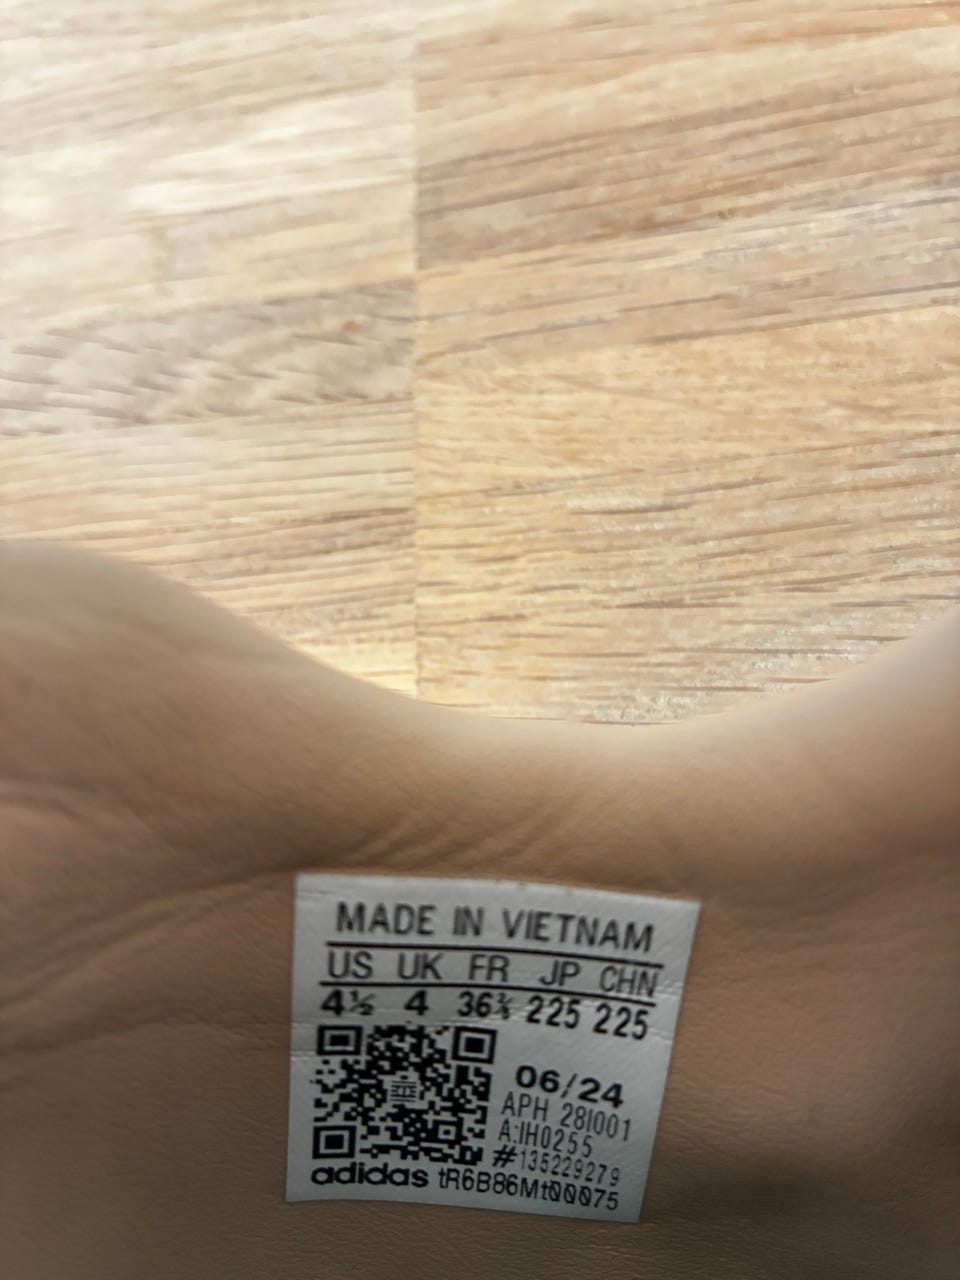 MADE IN VIETNAM
US UK FR JP CHN
4½ 4 36⅔ 225 225
06/24
APH 28I001
A:IH0255
#135229279
adidas tR6B86Mt00075